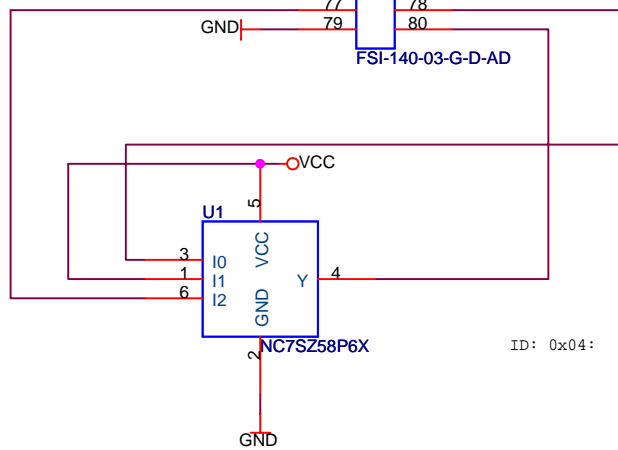 77 78
GND 79 80
FSI-140-03-G-D-AD
VCC
5
U1
3 I0 VCC
1 I1 Y 4
6 I2 GND
2 NC7SZ58P6X
ID: 0x04:
GND